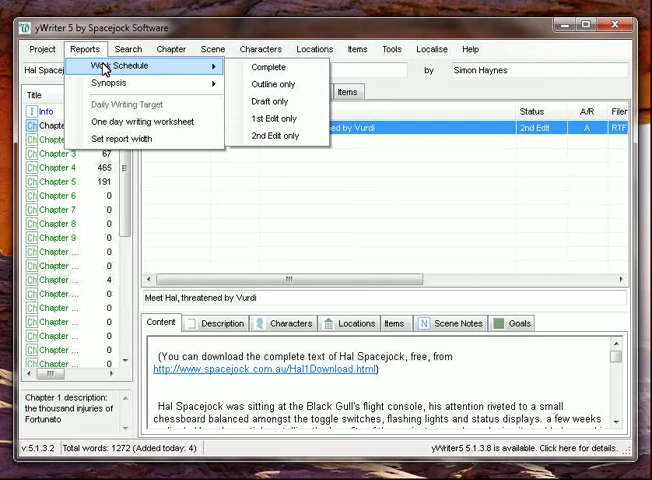 yWriter 5 by Spacejock Software
Project Reports Search Chapter Scene Characters Locations Items Tools Localise Help
Hal Spacej by Simon Haynes
Work Schedule
Synopsis
Daily Writing Target
One day writing worksheet
Set report width
Complete
Outline only
Draft only
1st Edit only
2nd Edit only
Items
Title
Info
Chapte
Chapter 3 67
Chapter 4 465
Chapter 5 191
Chapter 6 0
Chapter 7 0
Chapter 8 0
Chapter 9 0
Chapter ... 0
Chapter ... 4
Chapter ... 0
Chapter ... 0
Chapter ... 0
Chapter ... 0
Chapter ... 0
Status A/R Filen
ened by Vurdi 2nd Edit A RTF
Meet Hal, threatened by Vurdi
Content Description Characters Locations Items Scene Notes Goals
(You can download the complete text of Hal Spacejock, free, from
http://www.spacejock.com.au/Hal1Download.html)
Hal Spacejock was sitting at the Black Gull's flight console, his attention riveted to a small
chessboard balanced amongst the toggle switches, flashing lights and status displays. a few weeks
Chapter 1 description:
the thousand injuries of
Fortunato
v:5.1.3.2 Total words: 1272 (Added today: 4) yWriter5 5.1.3.8 is available. Click here for details.